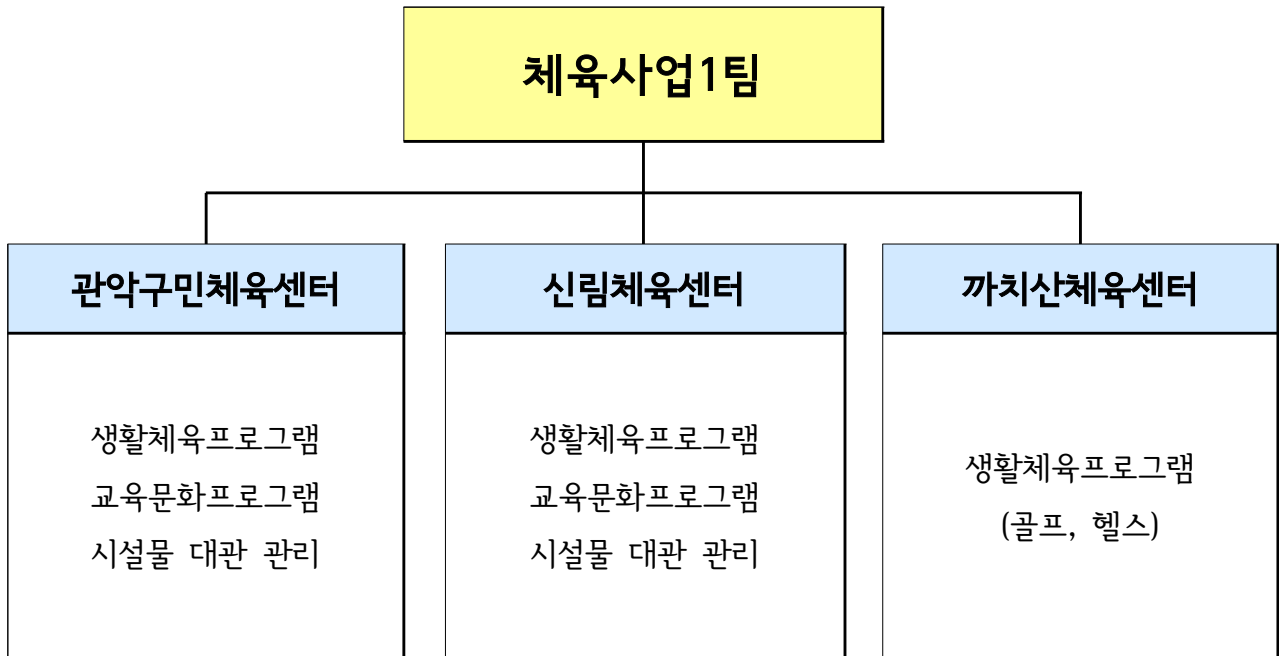 체육사업1팀
관악구민체육센터
생활체육프로그램
교육문화프로그램
시설물 대관 관리
신림체육센터
생활체육프로그램
교육문화프로그램
시설물 대관 관리
까치산체육센터
생활체육프로그램
(골프, 헬스)